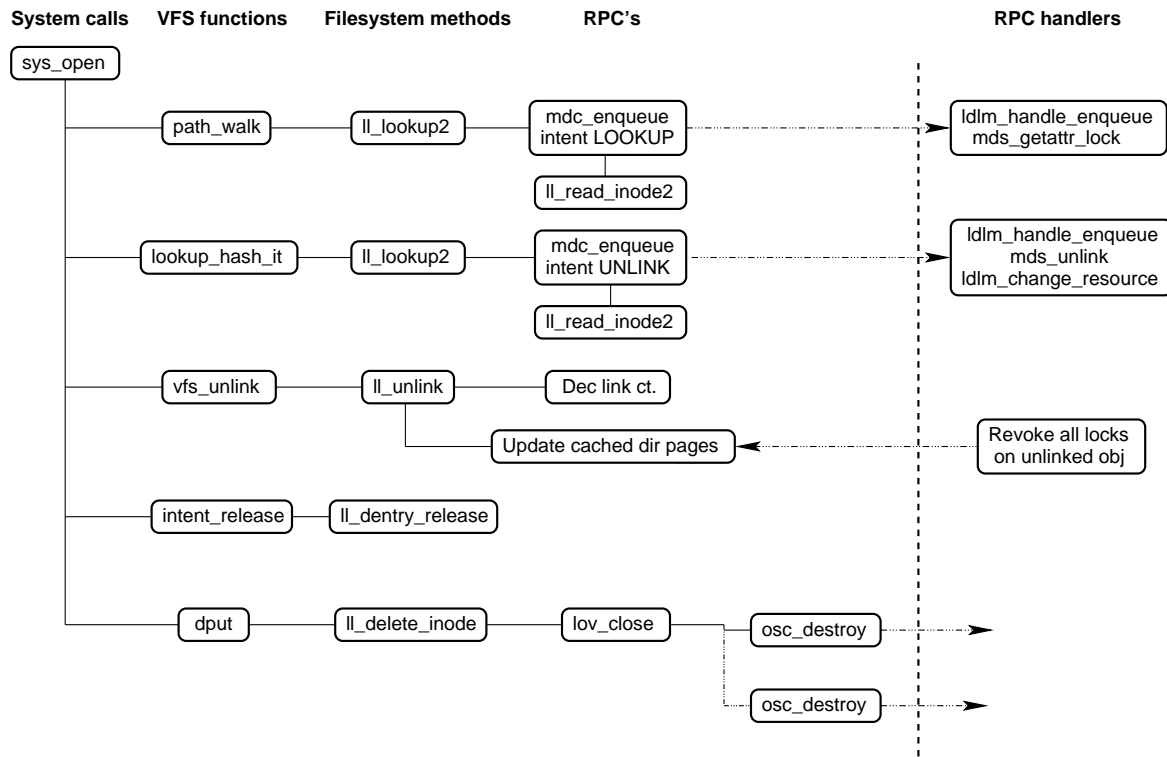 System calls
VFS functions
Filesystem methods
RPC's
RPC handlers
sys_open
path_walk
ll_lookup2
mdc_enqueue
intent LOOKUP
ldlm_handle_enqueue
mds_getattr_lock
ll_read_inode2
lookup_hash_it
ll_lookup2
mdc_enqueue
intent UNLINK
ldlm_handle_enqueue
mds_unlink
ldlm_change_resource
ll_read_inode2
vfs_unlink
ll_unlink
Dec link ct.
Update cached dir pages
Revoke all locks
on unlinked obj
intent_release
ll_dentry_release
dput
ll_delete_inode
lov_close
osc_destroy
osc_destroy